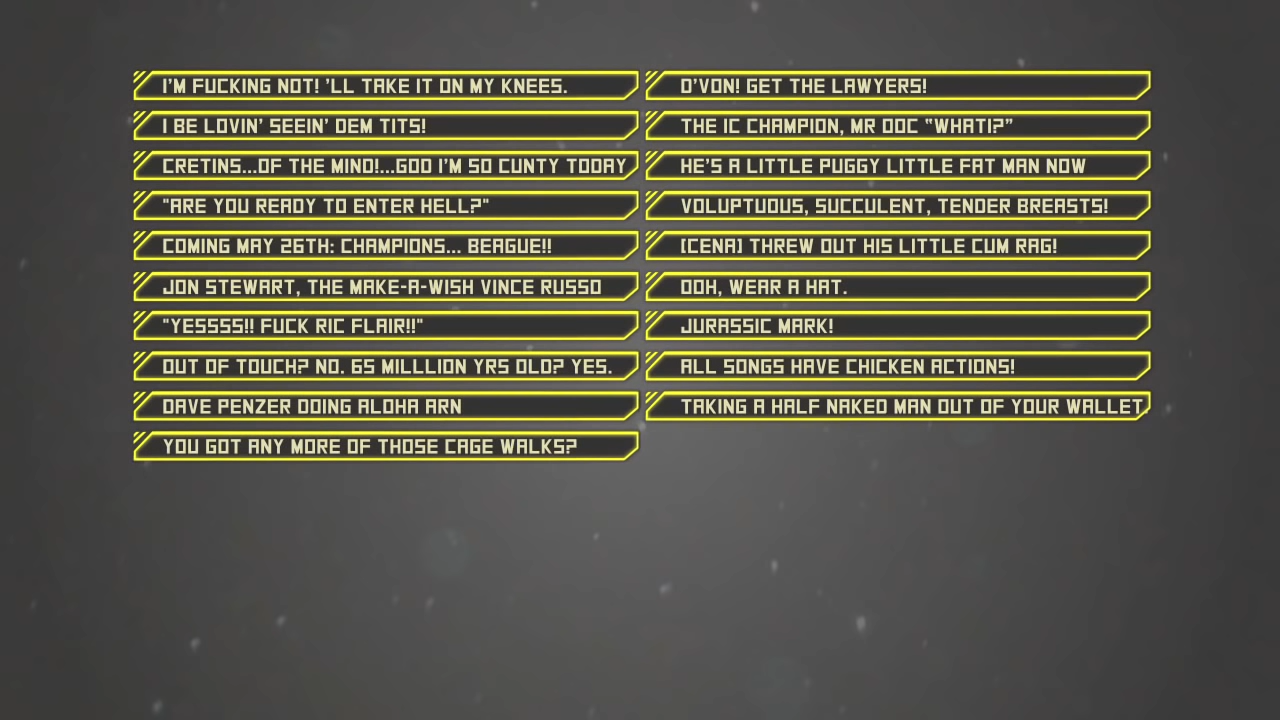 I'M FUCKING NOT! 'LL TAKE IT ON MY KNEES.
I BE LOVIN' SEEIN' DEM TITS!
CRETINS...OF THE MIND!...GOD I'M SO CUNTY TODAY
"ARE YOU READY TO ENTER HELL?"
COMING MAY 26TH: CHAMPIONS... BEAGUE!!
JON STEWART, THE MAKE-A-WISH VINCE RUSSO
"YESSSS!! FUCK RIC FLAIR!!"
OUT OF TOUCH? NO. 65 MILLLION YRS OLD? YES.
DAVE PENZER DOING ALOHA ARN
YOU GOT ANY MORE OF THOSE CAGE WALKS?
D'VON! GET THE LAWYERS!
THE IC CHAMPION, MR DOC "WHATI?"
HE'S A LITTLE PUGGY LITTLE FAT MAN NOW
VOLUPTUOUS, SUCCULENT, TENDER BREASTS!
[CENA] THREW OUT HIS LITTLE CUM RAG!
OOH, WEAR A HAT.
JURASSIC MARK!
ALL SONGS HAVE CHICKEN ACTIONS!
TAKING A HALF NAKED MAN OUT OF YOUR WALLET.